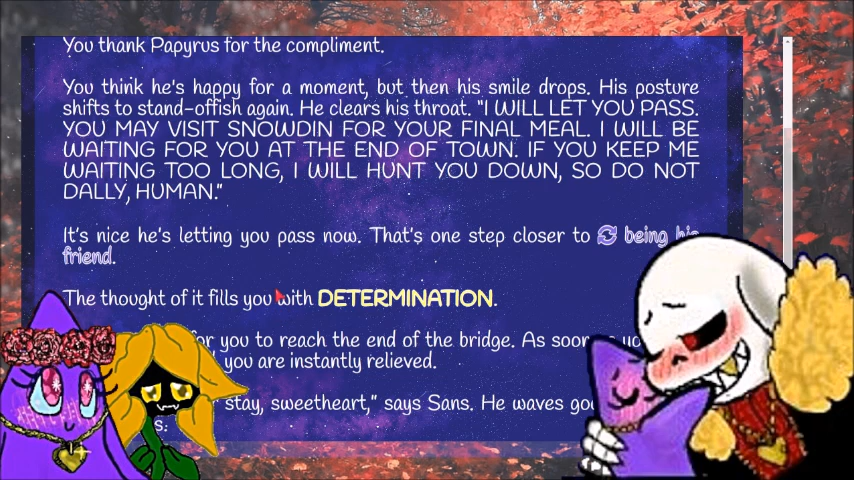 You thank Papyrus for the compliment.
You think he's happy for a moment, but then his smile drops. His posture
shifts to stand-offish again. He clears his throat. "I WILL LET YOU PASS.
YOU MAY VISIT SNOWDIN FOR YOUR FINAL MEAL. I WILL BE
WAITING FOR YOU AT THE END OF TOWN. IF YOU KEEP ME
WAITING TOO LONG, I WILL HUNT YOU DOWN, SO DO NOT
DALLY, HUMAN."
It's nice he's letting you pass now. That's one step closer to being his
friend.
The thought of it fills you with DETERMINATION.
for you to reach the end of the bridge. As soon
you are instantly relieved.
stay, sweetheart," says Sans. He waves